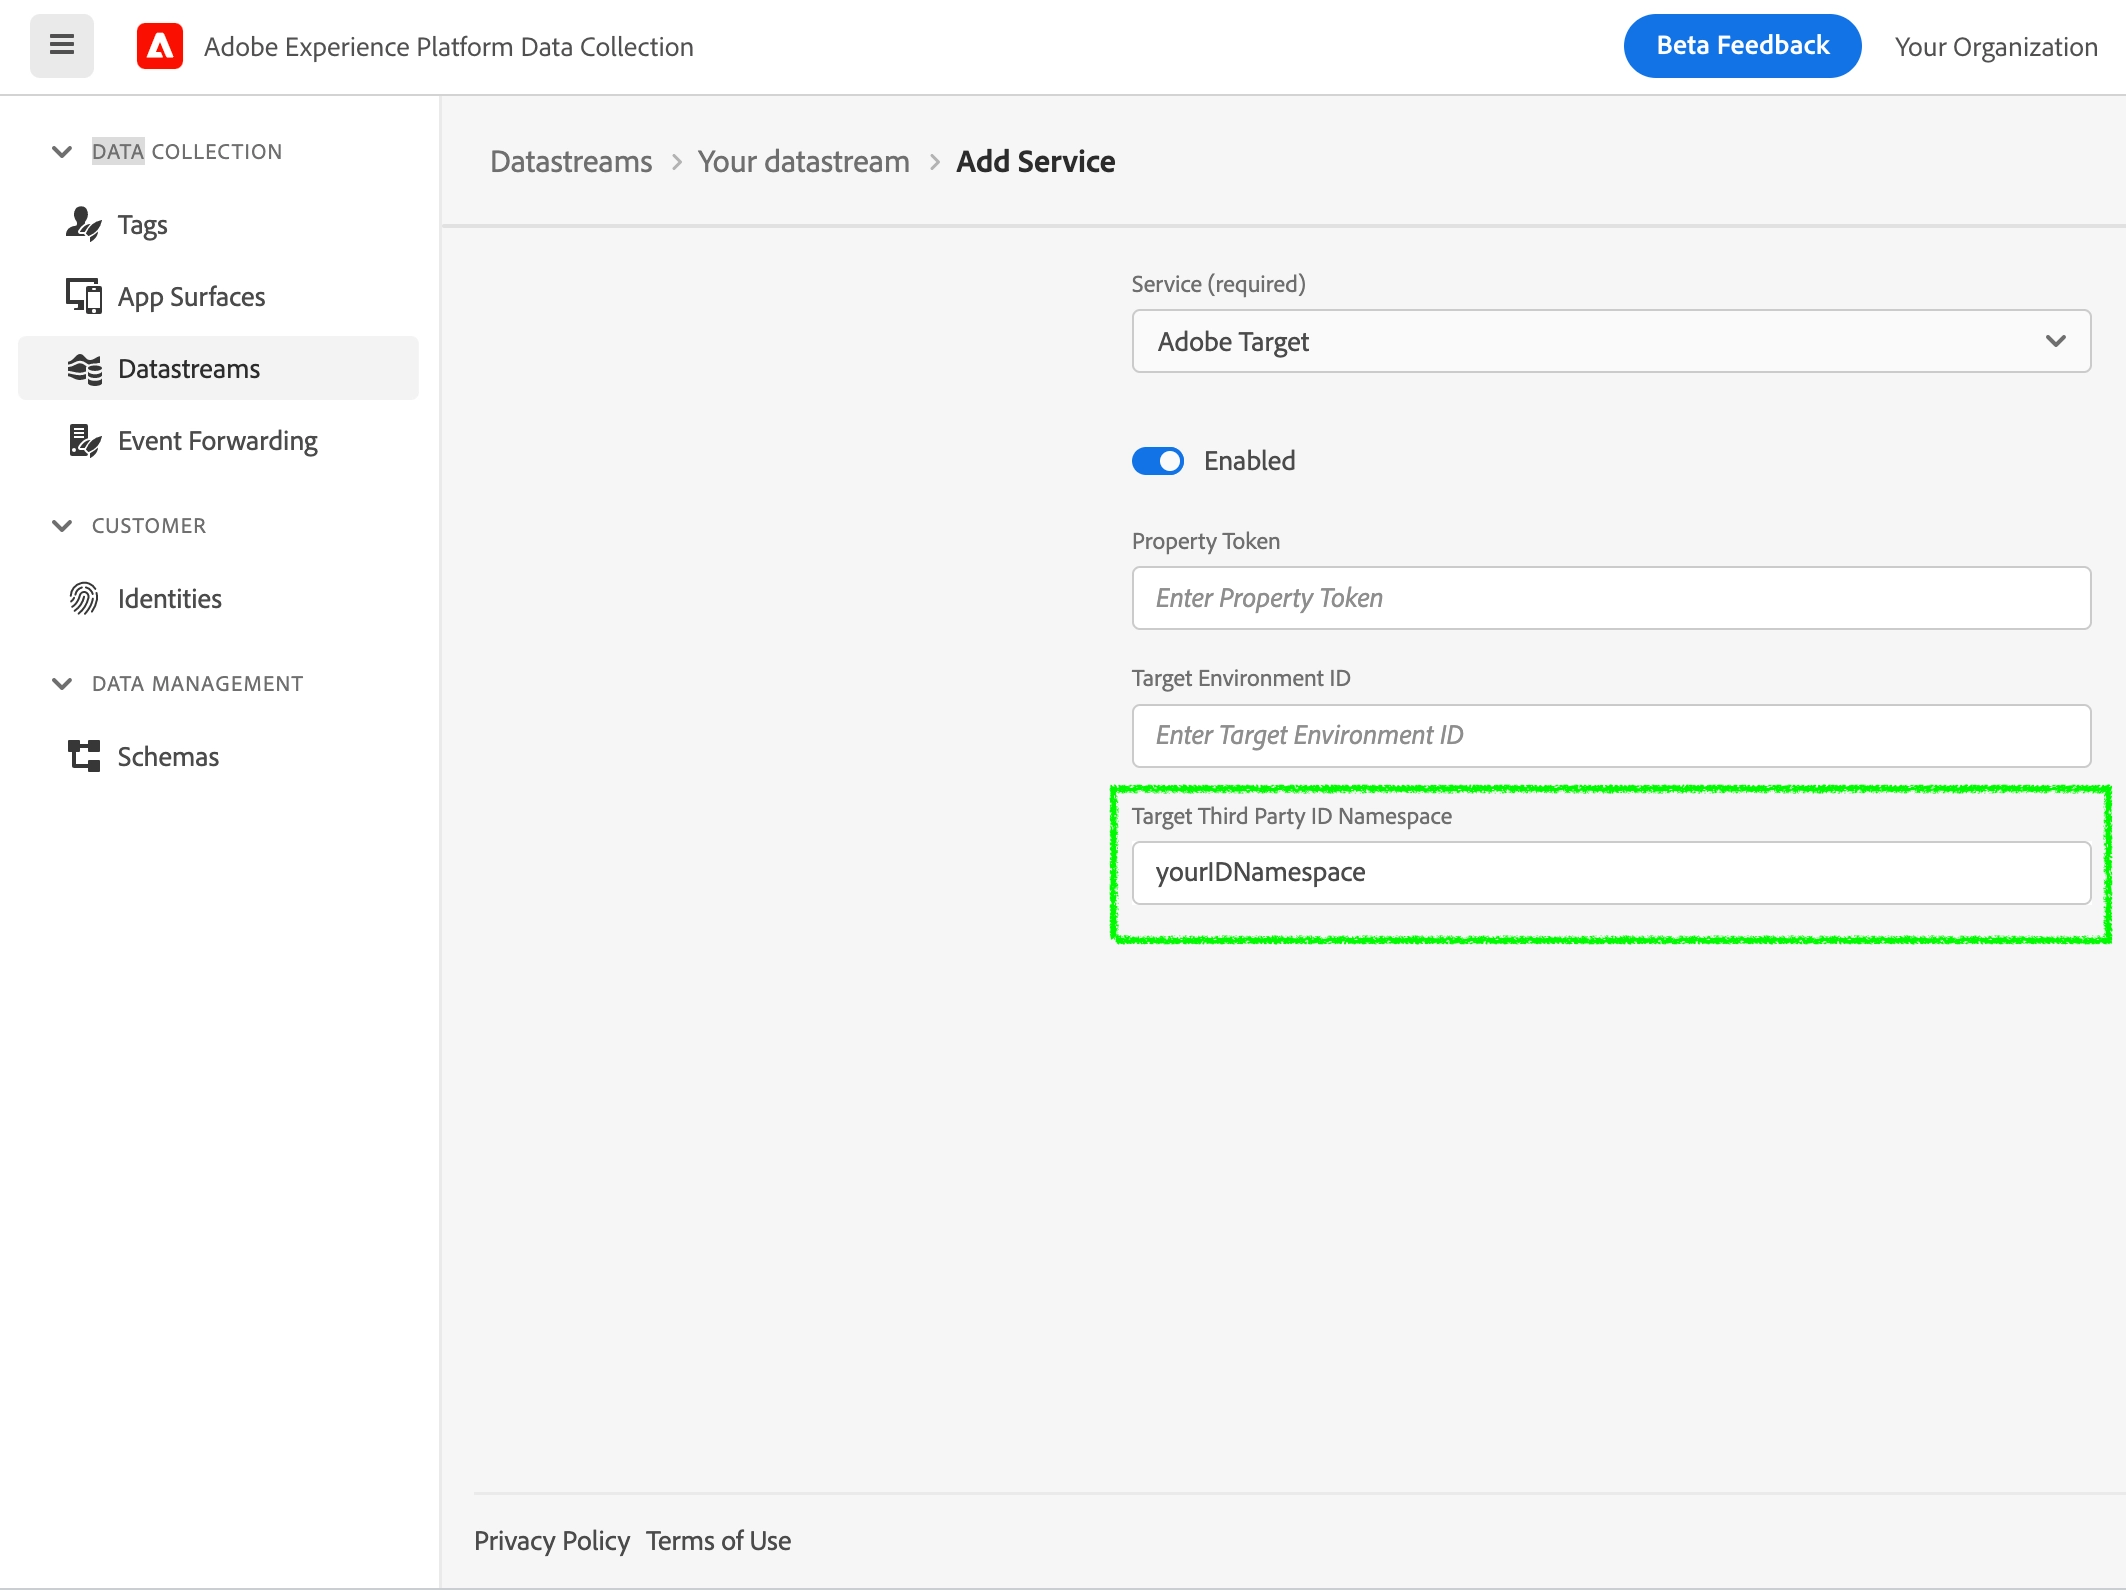 Adobe Experience Platform Data Collection
Beta Feedback
Your Organization
DATA COLLECTION
Tags
App Surfaces
Datastreams
Event Forwarding
CUSTOMER
Identities
DATA MANAGEMENT
Schemas
Datastreams > Your datastream > Add Service
Service (required)
Adobe Target
Enabled
Property Token
Enter Property Token
Target Environment ID
Enter Target Environment ID
Target Third Party ID Namespace
yourIDNamespace
Privacy Policy Terms of Use